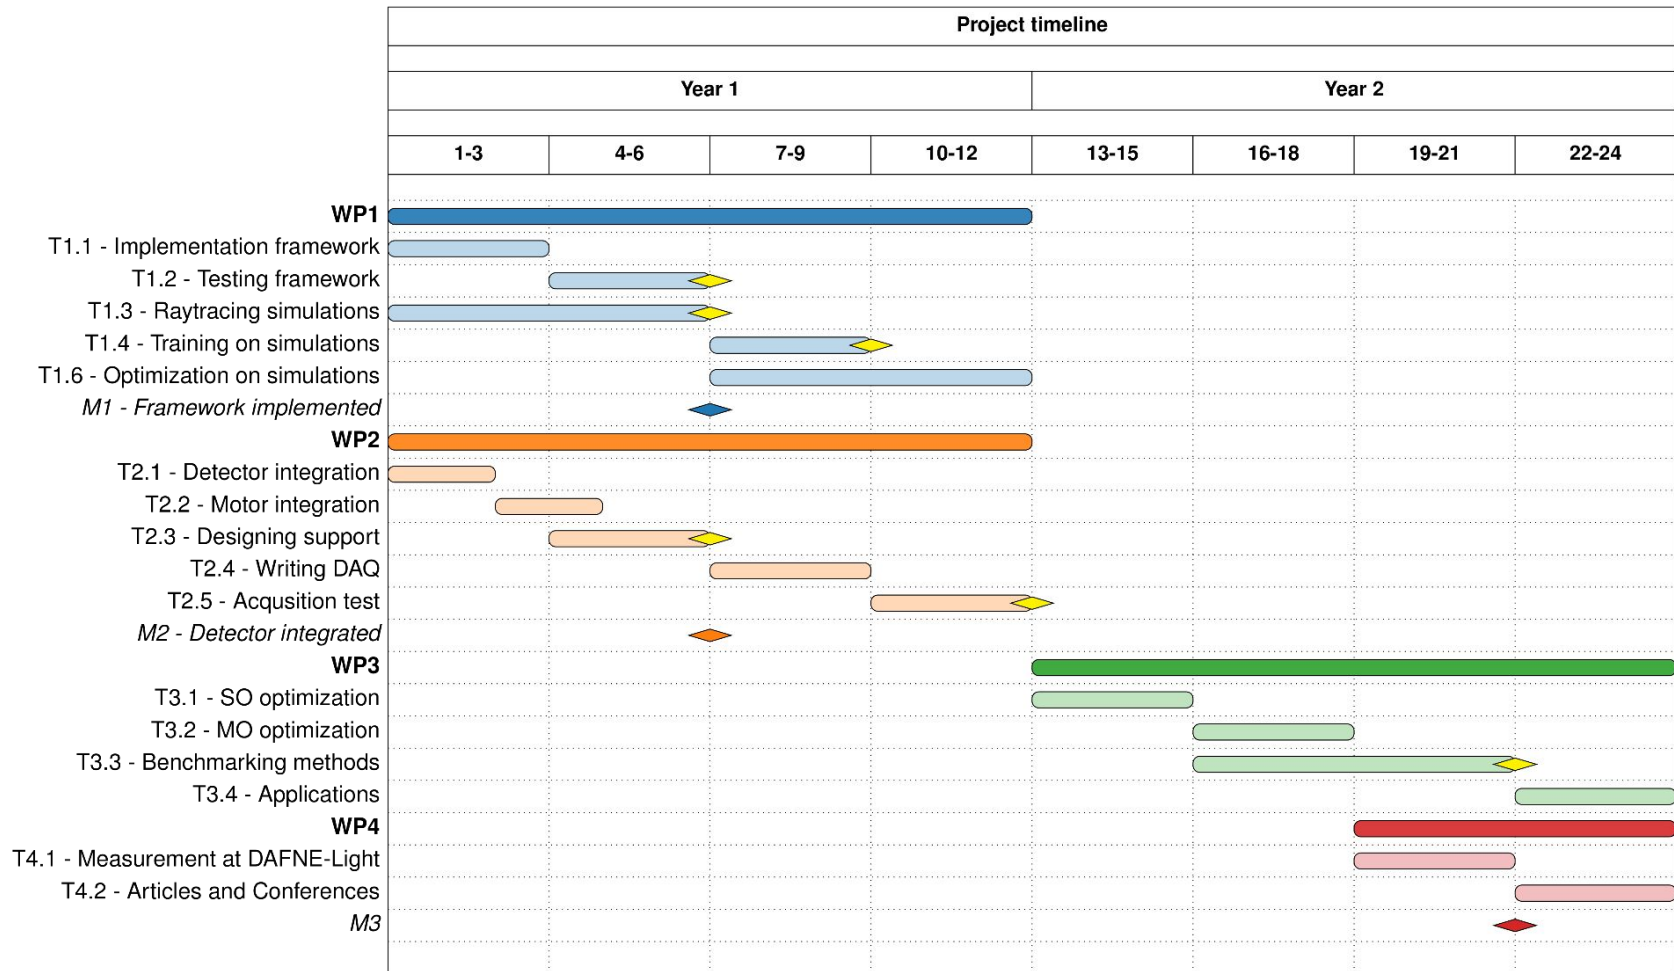 Project timeline
Year 1 Year 2
1-3 4-6 7-9 10-12 13-15 16-18 19-21 22-24
WP1
T1.1 - Implementation framework
T1.2 - Testing framework
T1.3 - Raytracing simulations
T1.4 - Training on simulations
T1.6 - Optimization on simulations
M1 - Framework implemented
WP2
T2.1 - Detector integration
T2.2 - Motor integration
T2.3 - Designing support
T2.4 - Writing DAQ
T2.5 - Acqusition test
M2 - Detector integrated
WP3
T3.1 - SO optimization
T3.2 - MO optimization
T3.3 - Benchmarking methods
T3.4 - Applications
WP4
T4.1 - Measurement at DAFNE-Light
T4.2 - Articles and Conferences
M3